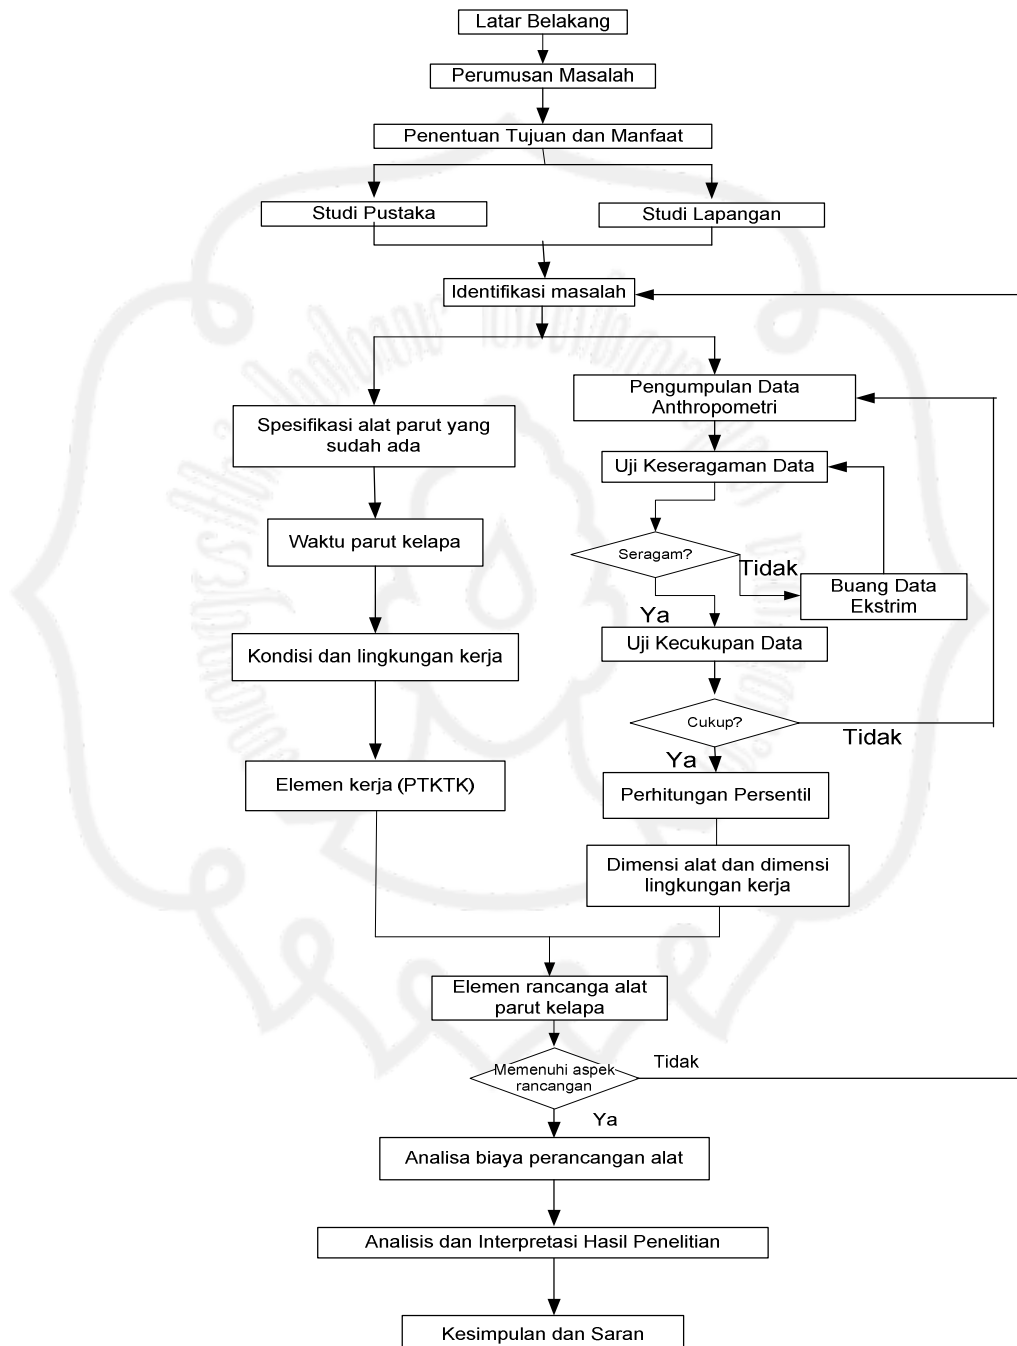 Latar Belakang
Perumusan Masalah
Penentuan Tujuan dan Manfaat
Studi Pustaka
Studi Lapangan
Identifikasi masalah
Spesifikasi alat parut yang
sudah ada
Waktu parut kelapa
Kondisi dan lingkungan kerja
Elemen kerja (PTKTK)
Pengumpulan Data
Anthropometri
Uji Keseragaman Data
Seragam?
Tidak
Buang Data
Ekstrim
Ya
Uji Kecukupan Data
Cukup?
Tidak
Ya
Perhitungan Persentil
Dimensi alat dan dimensi
lingkungan kerja
Elemen rancanga alat
parut kelapa
Memenuhi aspek
rancangan
Tidak
Ya
Analisa biaya perancangan alat
Analisis dan Interpretasi Hasil Penelitian
Kesimpulan dan Saran